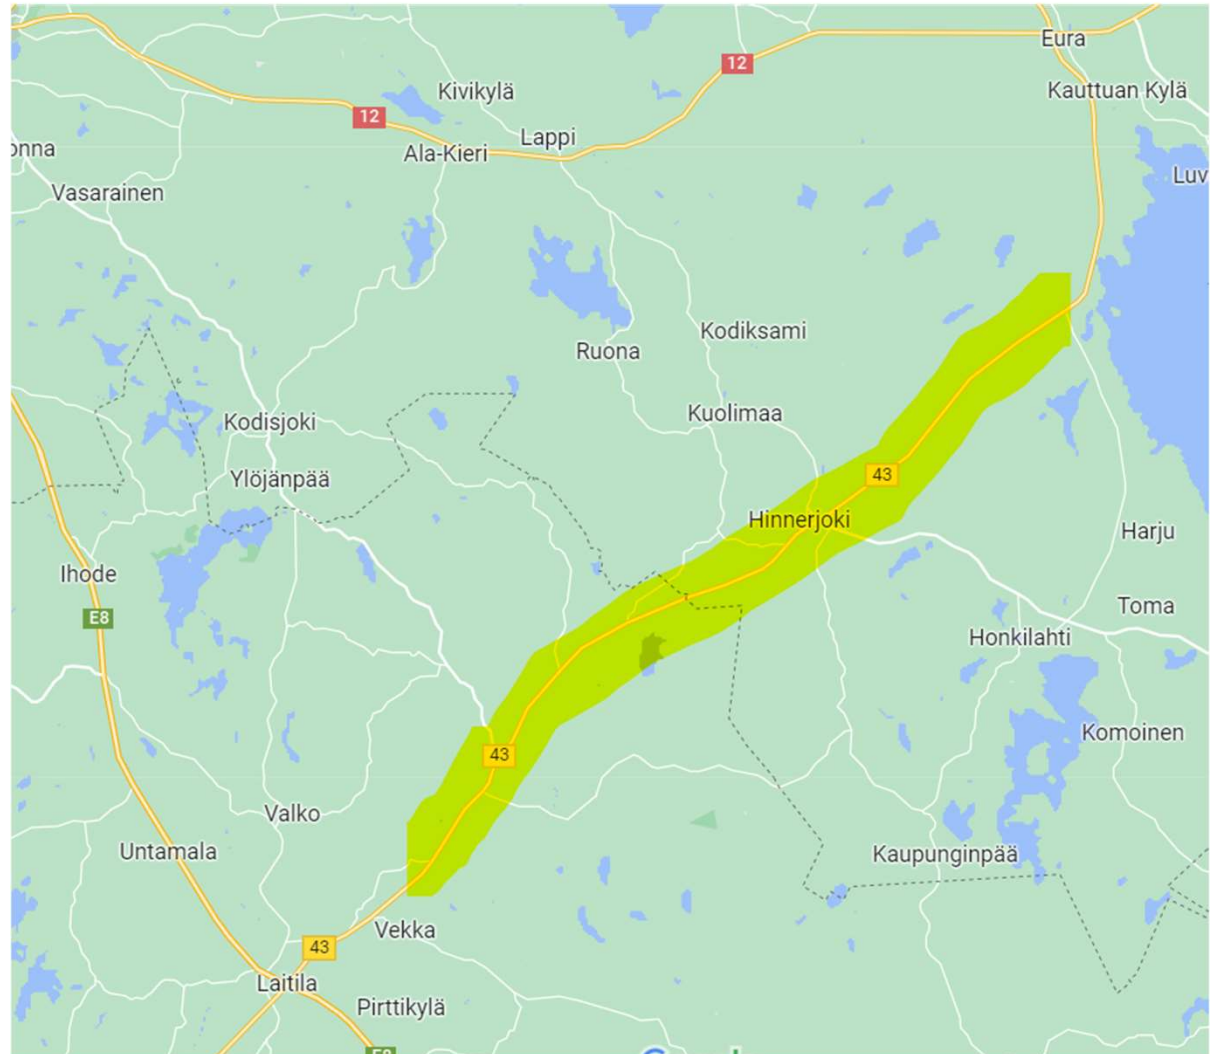 Eura
12
Kauttuan Kylä
Kivikylä
12
Lappi
Ala-Kieri
onna
Luv
Vasarainen
Kodiksami
Ruona
Kuolimaa
Kodisjoki
43
Ylöjänpää
Hinnerjoki
Harju
Ihode
E8
Toma
Honkilahti
Komoinen
43
Valko
Untamala
Kaupunginpää
Vekka
43
Laitila
Pirttikylä